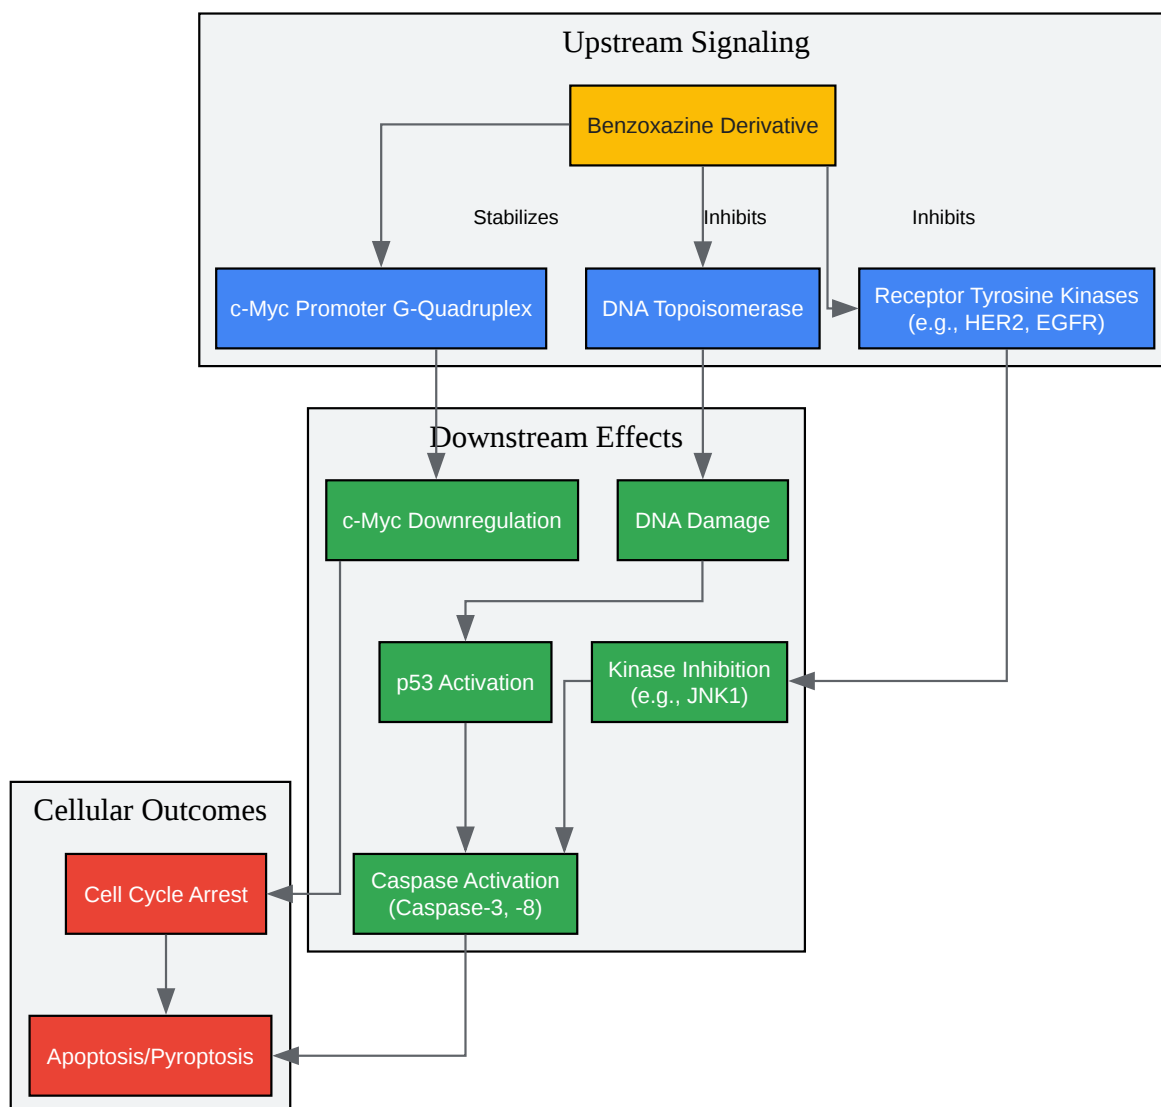 Upstream Signaling
Benzoxazine Derivative
Stabilizes
Inhibits
Inhibits
c-Myc Promoter G-Quadruplex
DNA Topoisomerase
Receptor Tyrosine Kinases
(e.g., HER2, EGFR)
Downstream Effects
c-Myc Downregulation
DNA Damage
p53 Activation
Kinase Inhibition
(e.g., JNK1)
Cellular Outcomes
Cell Cycle Arrest
Caspase Activation
(Caspase-3, -8)
Apoptosis/Pyroptosis